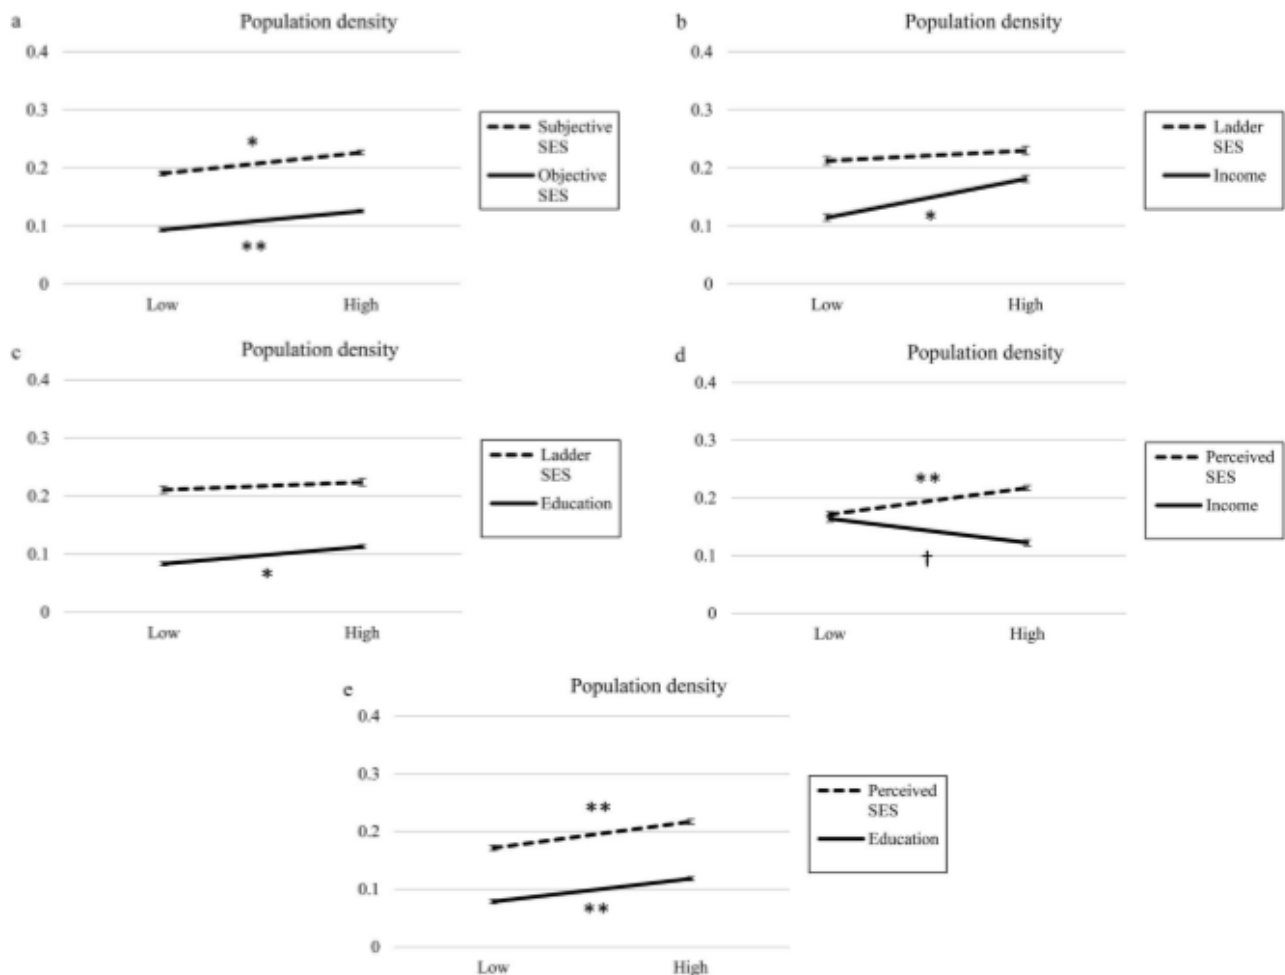 a
Population density
0.4
0.3
0.2
0.1
0
*
**
Low
High
Subjective
SES
Objective
SES
b
Population density
0.4
0.3
0.2
0.1
0
*
Low
High
Ladder
SES
Income
c
Population density
0.4
0.3
0.2
0.1
0
*
Low
High
Ladder
SES
Education
d
Population density
0.4
0.3
0.2
0.1
0
**
†
Low
High
Perceived
SES
Income
e
Population density
0.4
0.3
0.2
0.1
0
**
**
Low
High
Perceived
SES
Education